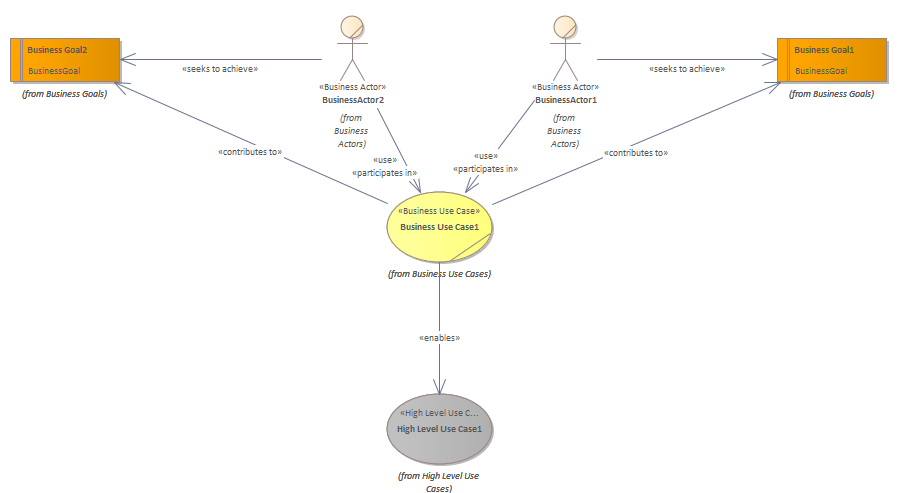 Business Goal2
BusinessGoal
(from Business Goals)
«seeks to achieve»
«Business Actor»
BusinessActor2
(from
Business
Actors)
«Business Actor»
BusinessActor1
(from
Business
Actors)
«seeks to achieve»
Business Goal1
BusinessGoal
(from Business Goals)
«contributes to»
«use»
«participates in»
«use»
«participates in»
«contributes to»
«Business Use Case»
Business Use Case1
(from Business Use Cases)
«enables»
«High Level Use C...
High Level Use Case1
(from High Level Use
Cases)